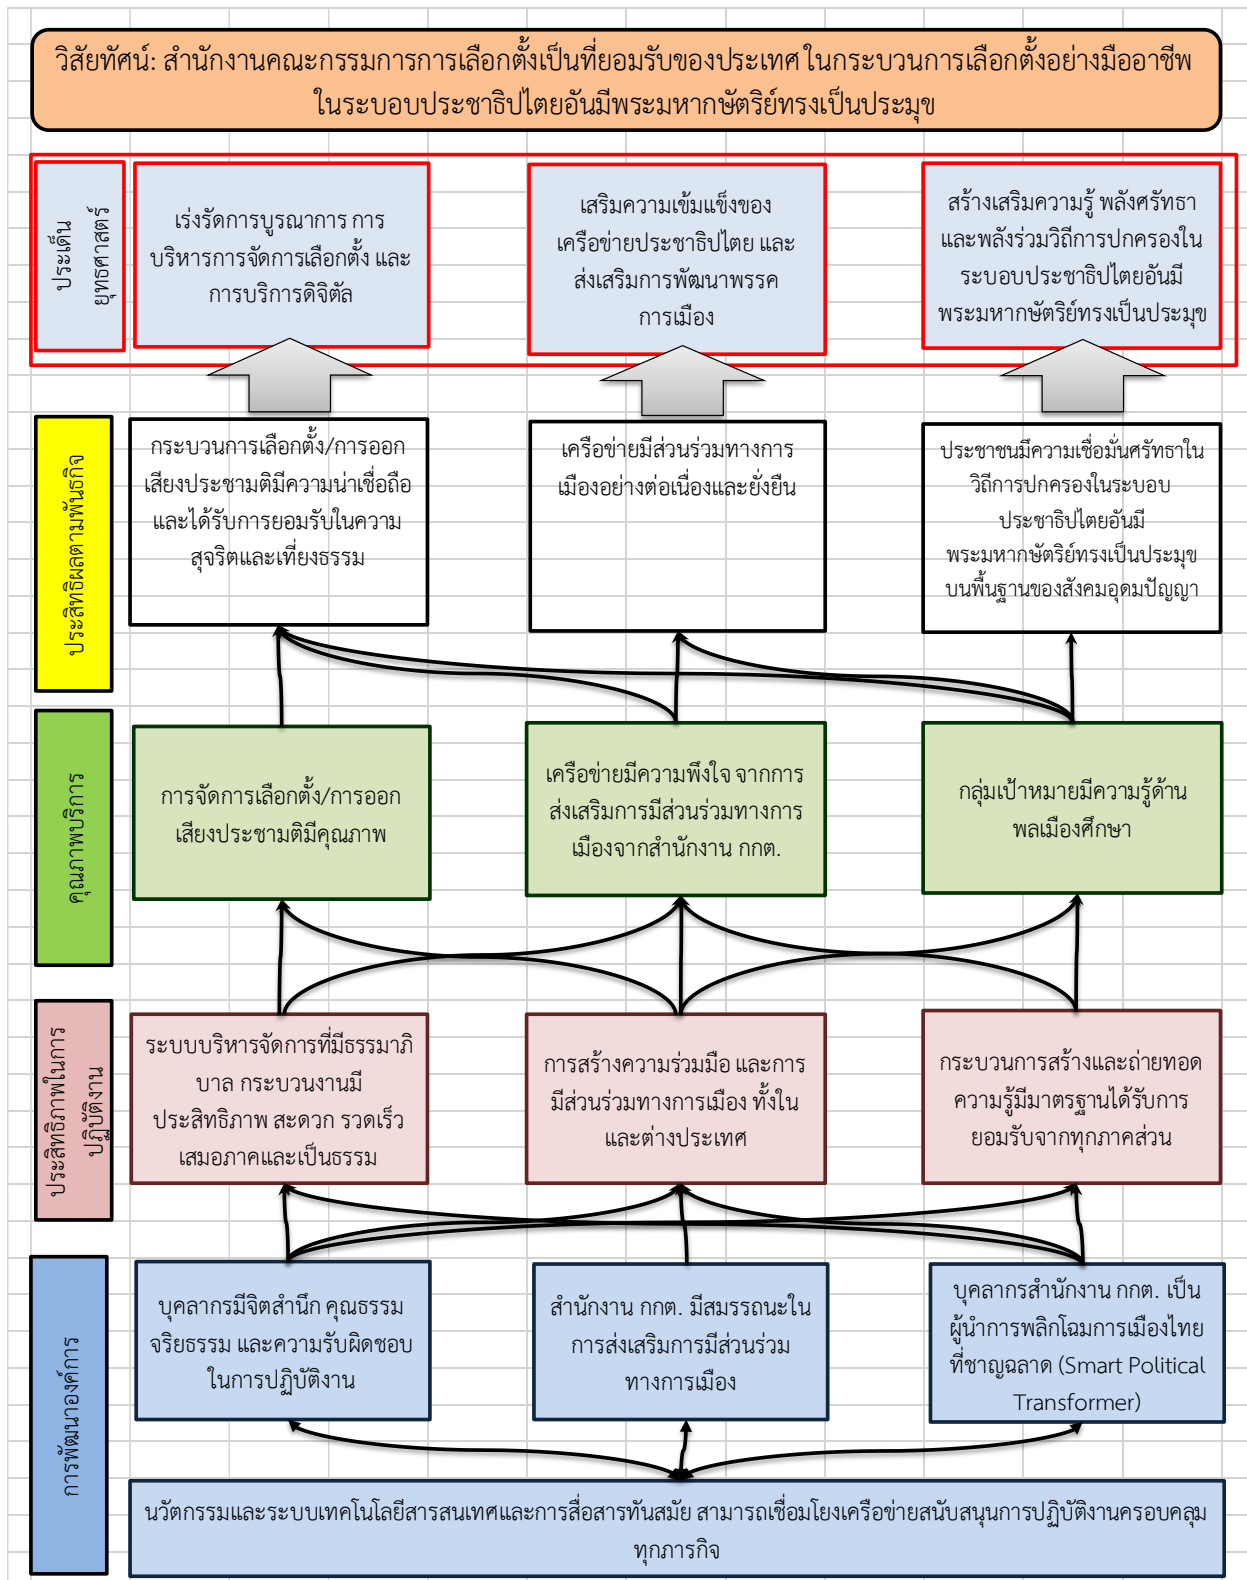 วิสัยทัศน์: สำนักงานคณะกรรมการการเลือกตั้งเป็นที่ยอมรับของประเทศ ในกระบวนการเลือกตั้งอย่างมืออาชีพ
ในระบอบประชาธิปไตยอันมีพระมหากษัตริย์ทรงเป็นประมุข
ประเด็น
ยุทธศาสตร์
เร่งรัดการบูรณาการ การ
บริหารการจัดการเลือกตั้ง และ
การบริการดิจิตัล
เสริมความเข้มแข็งของ
เครือข่ายประชาธิปไตย และ
ส่งเสริมการพัฒนาพรรค
การเมือง
สร้างเสริมความรู้ พลังศรัทธา
และพลังร่วมวิถีการปกครองใน
ระบอบประชาธิปไตยอันมี
พระมหากษัตริย์ทรงเป็นประมุข
ประสิทธิผลตามพันธกิจ
กระบวนการเลือกตั้ง/การออก
เสียงประชามติมีความน่าเชื่อถือ
และได้รับการยอมรับในความ
สุจริตและเที่ยงธรรม
เครือข่ายมีส่วนร่วมทางการ
เมืองอย่างต่อเนื่องและยั่งยืน
ประชาชนมีความเชื่อมั่นศรัทธาใน
วิถีการปกครองในระบอบ
ประชาธิปไตยอันมี
พระมหากษัตริย์ทรงเป็นประมุข
บนพื้นฐานของสังคมอุดมปัญญา
คุณภาพบริการ
การจัดการเลือกตั้ง/การออก
เสียงประชามติมีคุณภาพ
เครือข่ายมีความพึงใจ จากการ
ส่งเสริมการมีส่วนร่วมทางการ
เมืองจากสำนักงาน กกต.
กลุ่มเป้าหมายมีความรู้ด้าน
พลเมืองศึกษา
ประสิทธิภาพในการ
ปฏิบัติงาน
ระบบบริหารจัดการที่มีธรรมาภิ
บาล กระบวนงานมี
ประสิทธิภาพ สะดวก รวดเร็ว
เสมอภาคและเป็นธรรม
การสร้างความร่วมมือ และการ
มีส่วนร่วมทางการเมือง ทั้งใน
และต่างประเทศ
กระบวนการสร้างและถ่ายทอด
ความรู้มีมาตรฐานได้รับการ
ยอมรับจากทุกภาคส่วน
การพัฒนาองค์การ
บุคลากรมีจิตสำนึก คุณธรรม
จริยธรรม และความรับผิดชอบ
ในการปฏิบัติงาน
สำนักงาน กกต. มีสมรรถนะใน
การส่งเสริมการมีส่วนร่วม
ทางการเมือง
บุคลากรสำนักงาน กกต. เป็น
ผู้นำการพลิกโฉมการเมืองไทย
ที่ชาญฉลาด (Smart Political
Transformer)
นวัตกรรมและระบบเทคโนโลยีสารสนเทศและการสื่อสารทันสมัย สามารถเชื่อมโยงเครือข่ายสนับสนุนการปฏิบัติงานครอบคลุม
ทุกภารกิจ